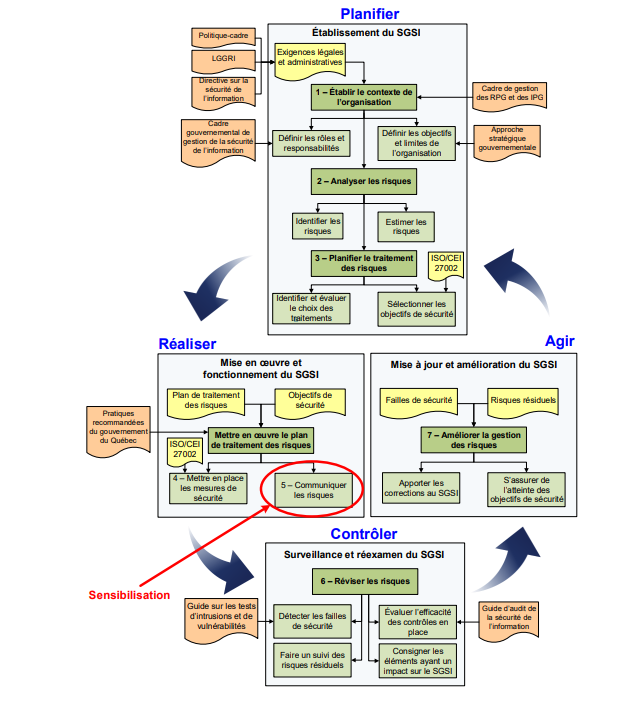 Planifier
Établissement du SGSI
Politique-cadre
LGGRI
Directive sur la
sécurité de
l'information
Exigences légales
et administratives
1 – Établir le contexte de
l'organisation
Cadre de gestion
des RPG et des IPG
Cadre
gouvernemental de
gestion de la sécurité
de l'information
Définir les rôles et
responsabilités
Définir les objectifs
et limites de
l'organisation
Approche
stratégique
gouvernementale
2 – Analyser les risques
Identifier les
risques
Estimer les
risques
3 – Planifier le traitement
des risques
ISO/CEI
27002
Identifier et évaluer
le choix des
traitements
Sélectionner les
objectifs de sécurité
Réaliser
Mise en œuvre et
fonctionnement du SGSI
Plan de traitement
des risques
Objectifs de
sécurité
Pratiques
recommandées
du gouvernement
du Québec
Mettre en œuvre le plan
de traitement des risques
ISO/CEI
27002
4 – Mettre en place
les mesures de
sécurité
5 – Communiquer
les risques
Agir
Mise à jour et amélioration du SGSI
Failles de sécurité
Risques résiduels
7 – Améliorer la gestion
des risques
Apporter les
corrections au SGSI
S'assurer de
l'atteinte des
objectifs de sécurité
Sensibilisation
Contrôler
Surveillance et réexamen du SGSI
6 – Réviser les risques
Guide sur les tests
d'intrusions et de
vulnérabilités
Détecter les failles
de sécurité
Évaluer l'efficacité
des contrôles en
place
Guide d'audit de
la sécurité de
l'information
Faire un suivi des
risques résiduels
Consigner les
éléments ayant un
impact sur le SGSI